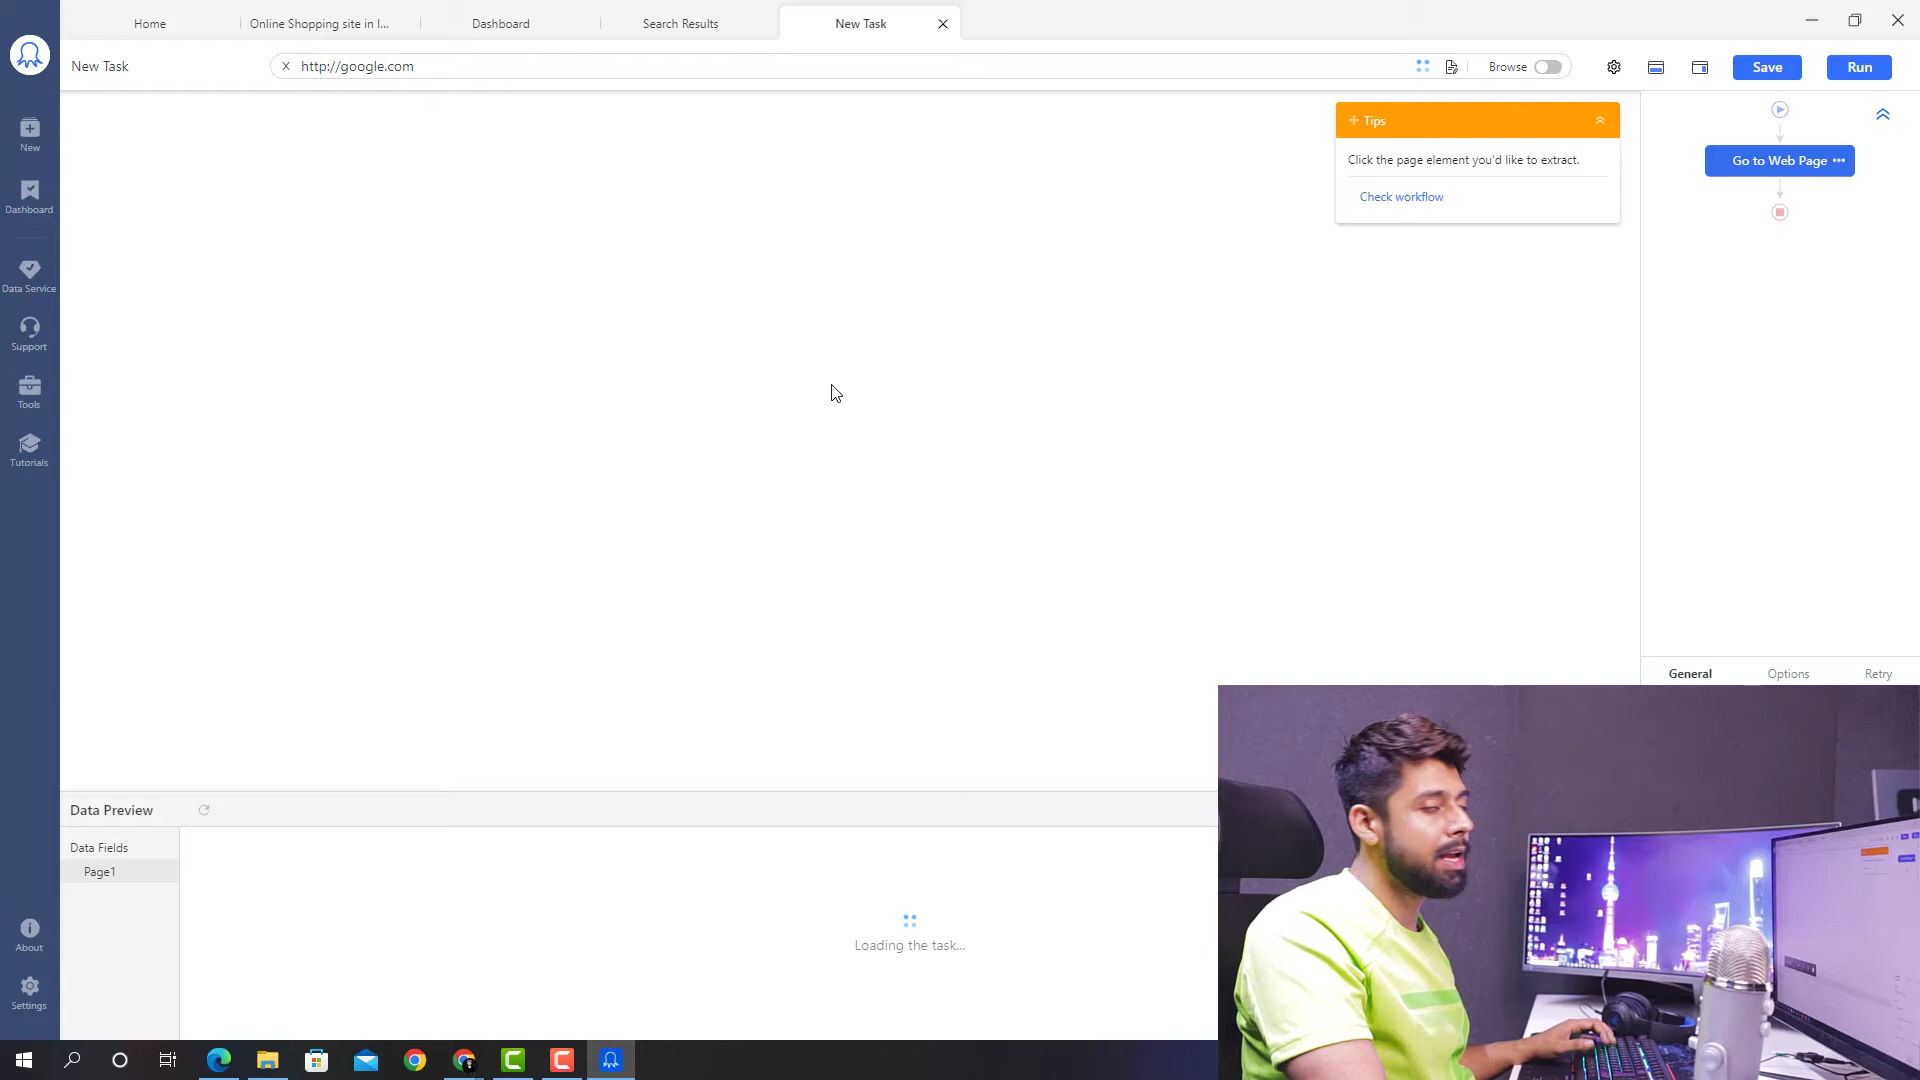 Home
Online Shopping site in I...
Dashboard
Search Results
New Task
New Task
http://google.com
Browse
Save
Run
New
Dashboard
Data Service
Support
Tools
Tutorials
About
Settings
Tips
Click the page element you'd like to extract.
Check workflow
Go to Web Page
General
Options
Retry
Data Preview
Data Fields
Page1
Loading the task...